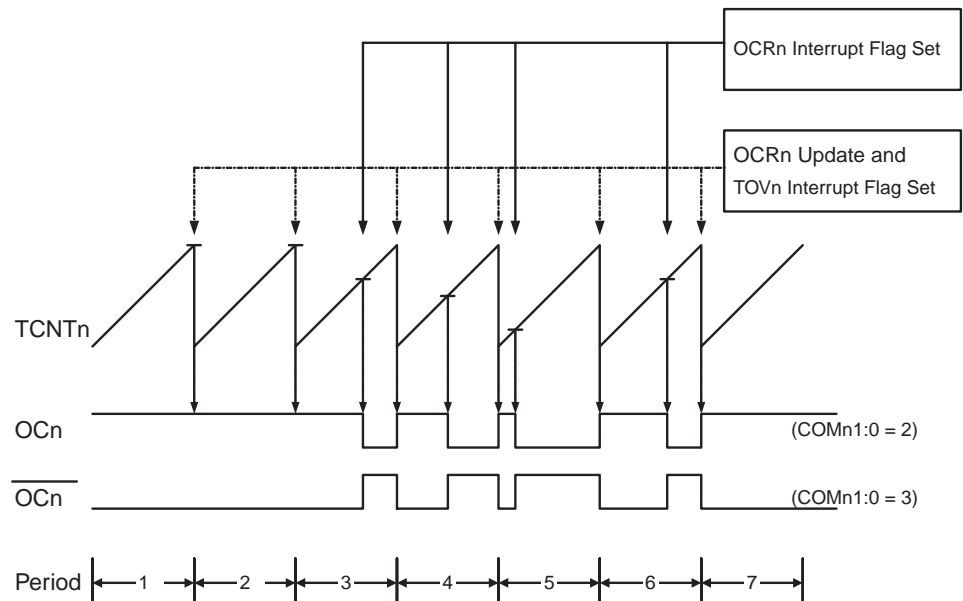 OCRn Interrupt Flag Set
OCRn Update and
TOVn Interrupt Flag Set
TCNTn
OCn
(COMn1:0 = 2)
OCn
(COMn1:0 = 3)
Period 1 2 3 4 5 6 7